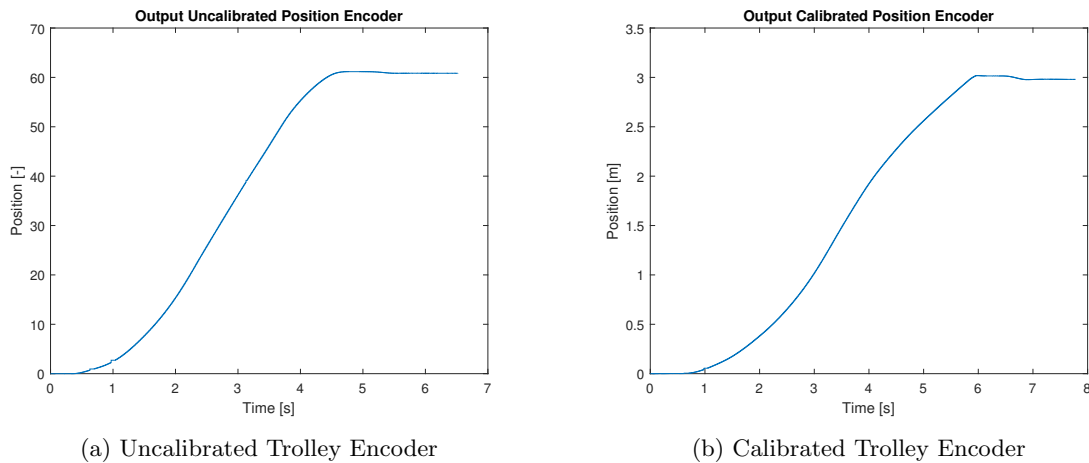 Output Uncalibrated Position Encoder
70
60
50
40
30
20
10
0
Position [-]
0 1 2 3 4 5 6 7
Time [s]
(a) Uncalibrated Trolley Encoder
Output Calibrated Position Encoder
3.5
3
2.5
2
1.5
1
0.5
0
Position [m]
0 1 2 3 4 5 6 7 8
Time [s]
(b) Calibrated Trolley Encoder